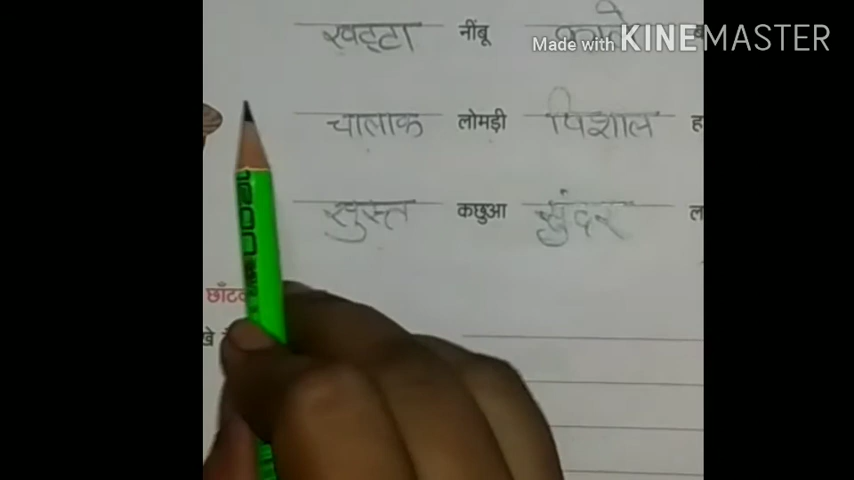 Made with KINEMASTER
खट्टा नींबू काले
चालाक लोमड़ी विशाल ह
सुस्त कछुआ सुंदर ल
छाँट
खे